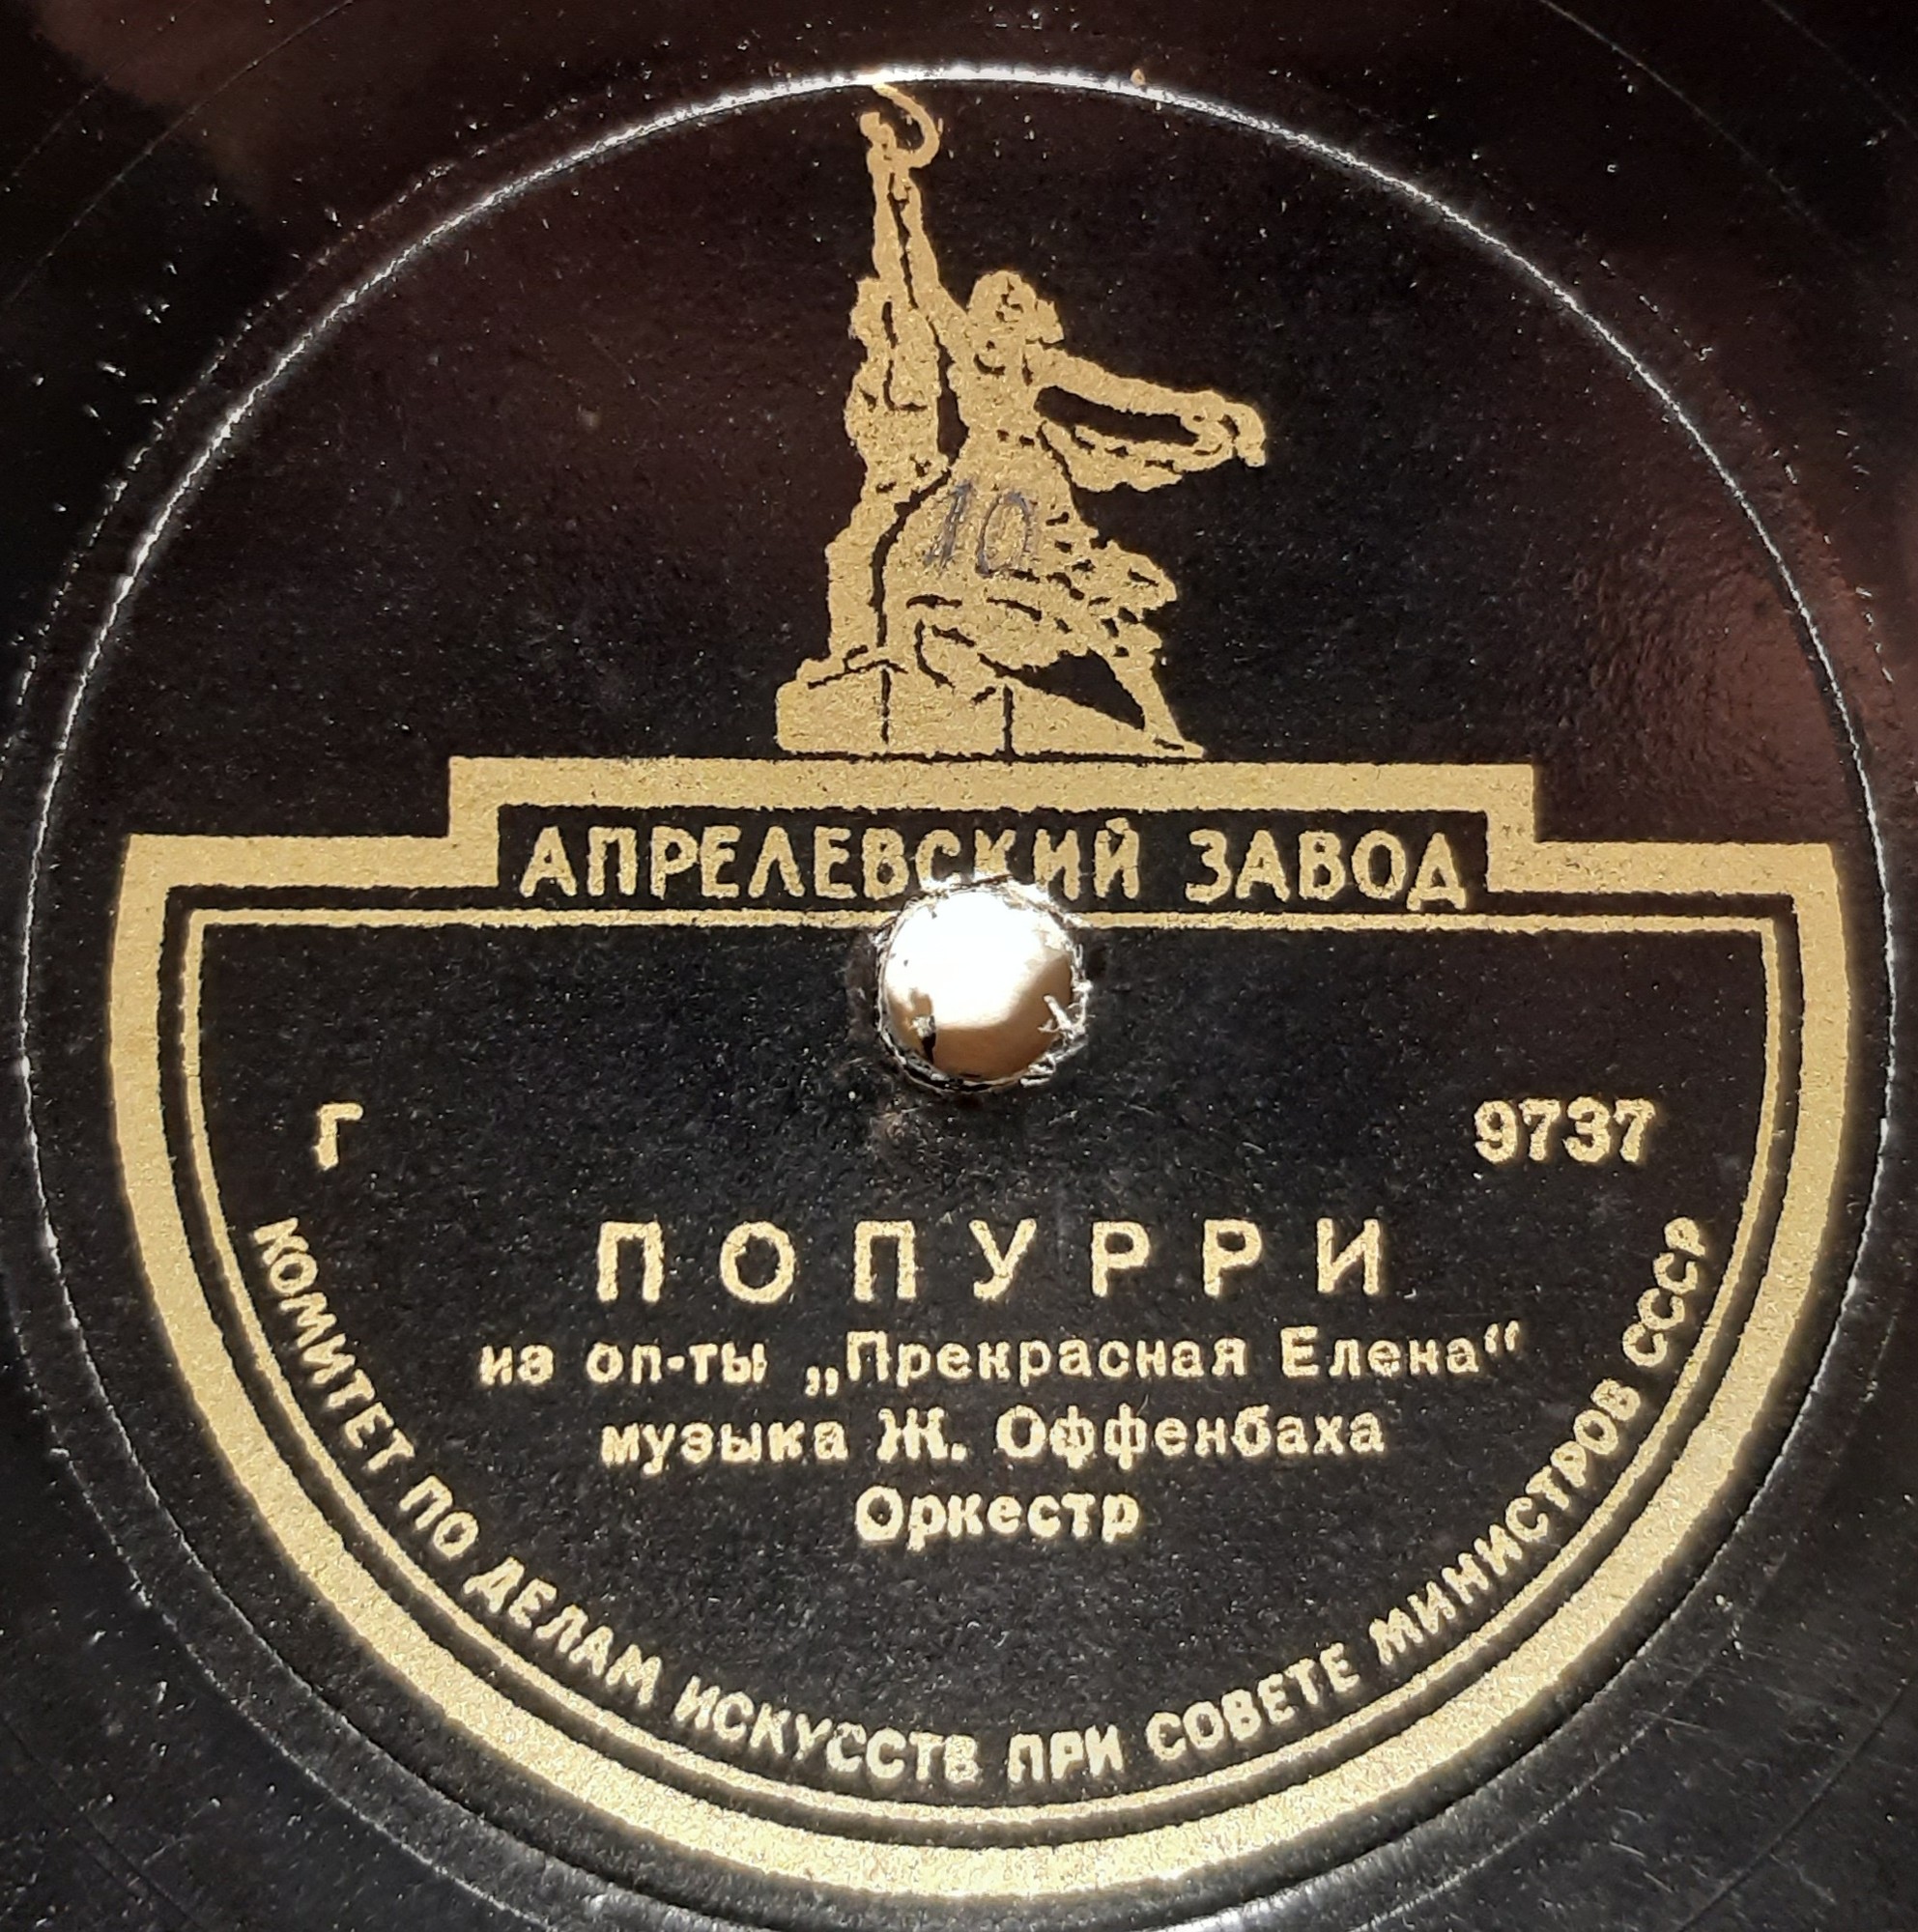 10
АПРЕЛЕВСКИЙ ЗАВОД
Г 9737
ПОПУРРИ
из оп-ты „Прекрасная Елена“
музыка Ж. Оффенбаха
Оркестр
КОМИТЕТ ПО ДЕЛАМ ИСКУССТВ ПРИ СОВЕТЕ МИНИСТРОВ СССР